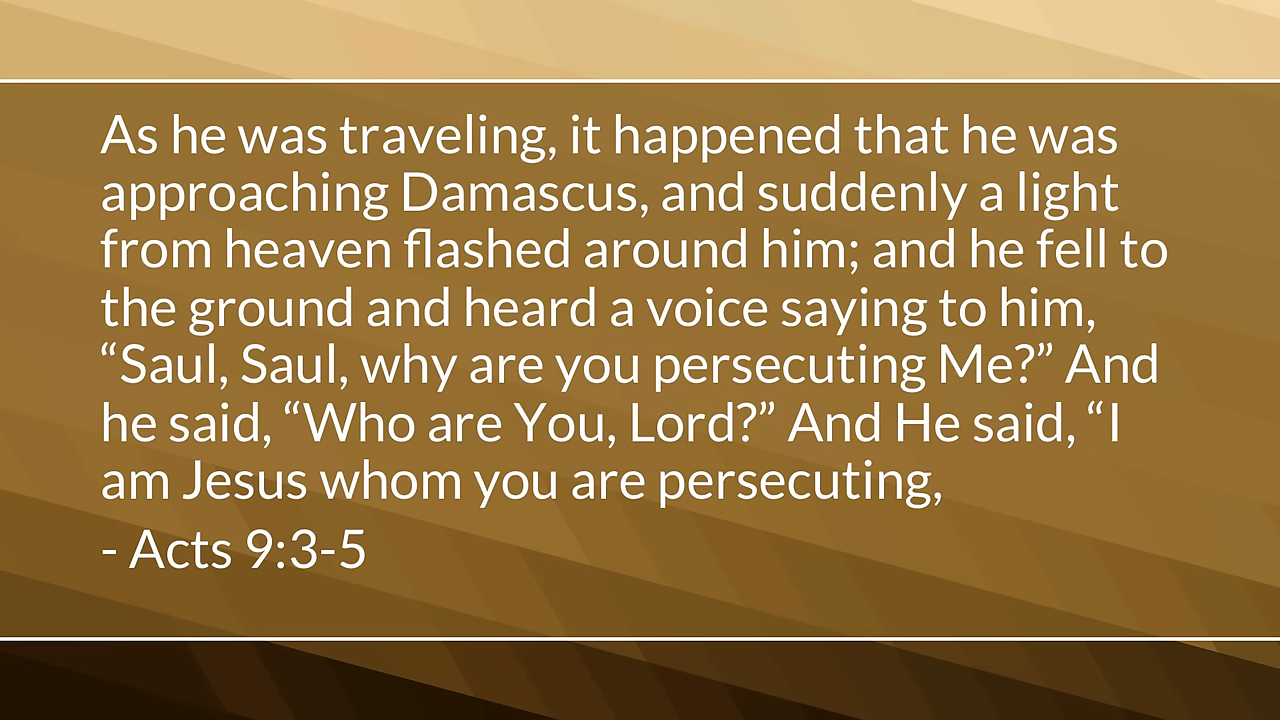 As he was traveling, it happened that he was
approaching Damascus, and suddenly a light
from heaven flashed around him; and he fell to
the ground and heard a voice saying to him,
“Saul, Saul, why are you persecuting Me?” And
he said, “Who are You, Lord?” And He said, “I
am Jesus whom you are persecuting,
- Acts 9:3-5